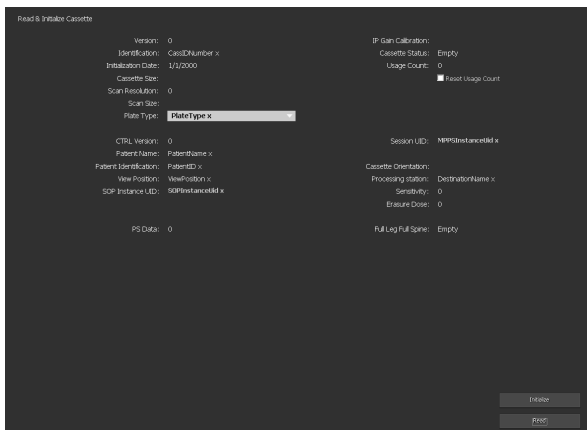 Read & Initialize Cassette
Version: 0
Identification: CassIDNumber x
Initialization Date: 1/1/2000
Cassette Size:
Scan Resolution: 0
Scan Size:
Plate Type: PlateType x
IP Gain Calibration:
Cassette Status: Empty
Usage Count: 0
Reset Usage Count
CTRL Version: 0
Patient Name: PatientName x
Patient Identification: PatientID x
View Position: ViewPosition x
SOP Instance UID: SOPInstanceUid x
Session UID: MPPSInstanceUid x
Cassette Orientation:
Processing station: DestinationName x
Sensitivity: 0
Erasure Dose: 0
PS Data: 0
Full Leg Full Spine: Empty
Initialize
Read